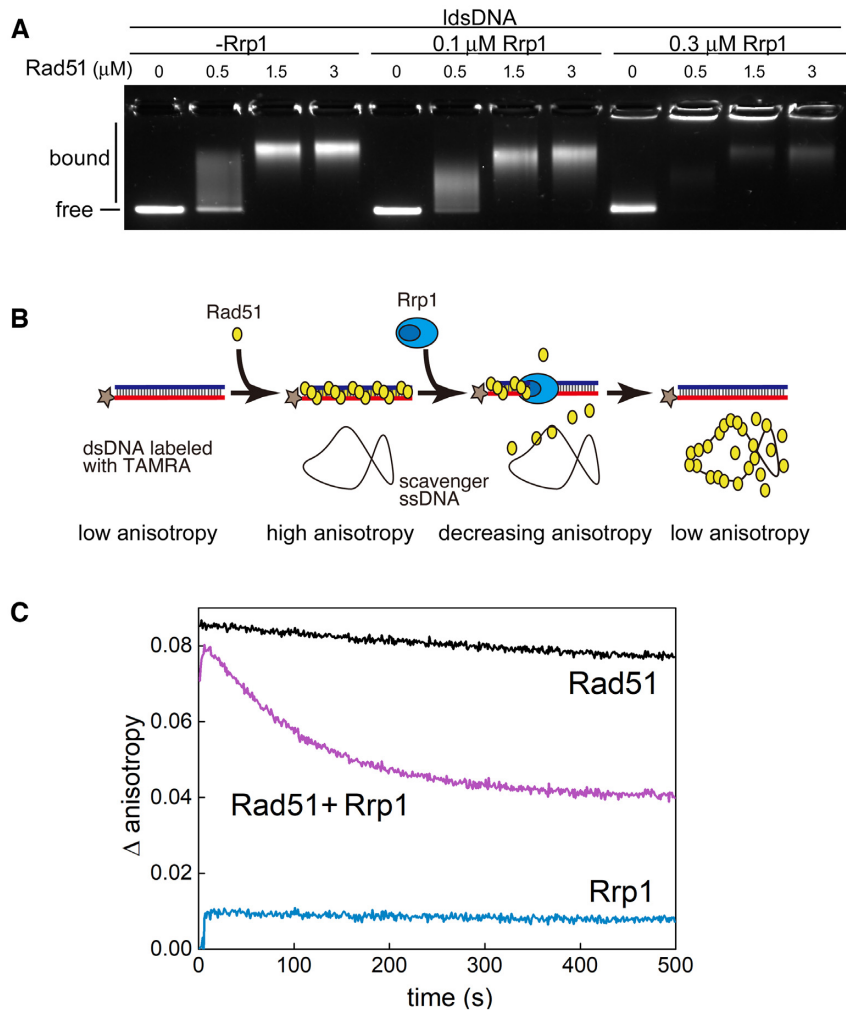 A
ldsDNA
-Rrp1 0.1 μM Rrp1 0.3 μM Rrp1
Rad51 (μM) 0 0.5 1.5 3 0 0.5 1.5 3 0 0.5 1.5 3
bound
free
B
Rad51
Rrp1
dsDNA labeled
with TAMRA
scavenger
ssDNA
low anisotropy high anisotropy decreasing anisotropy low anisotropy
C
0.08
0.06
0.04
0.02
0.00
Δ anisotropy
Rad51
Rad51+ Rrp1
Rrp1
0 100 200 300 400 500
time (s)